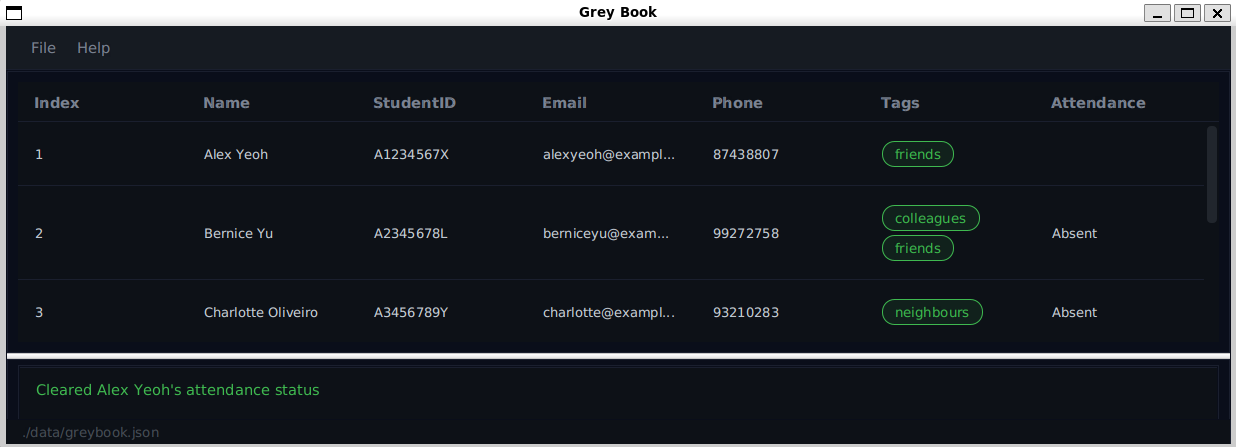 Grey Book
File Help
Index Name StudentID Email Phone Tags Attendance
1 Alex Yeoh A1234567X alexyeoh@exampl... 87438807 friends
2 Bernice Yu A2345678L berniceyu@exam... 99272758 colleagues friends Absent
3 Charlotte Oliveiro A3456789Y charlotte@exampl... 93210283 neighbours Absent
Cleared Alex Yeoh's attendance status
./data/greybook.json